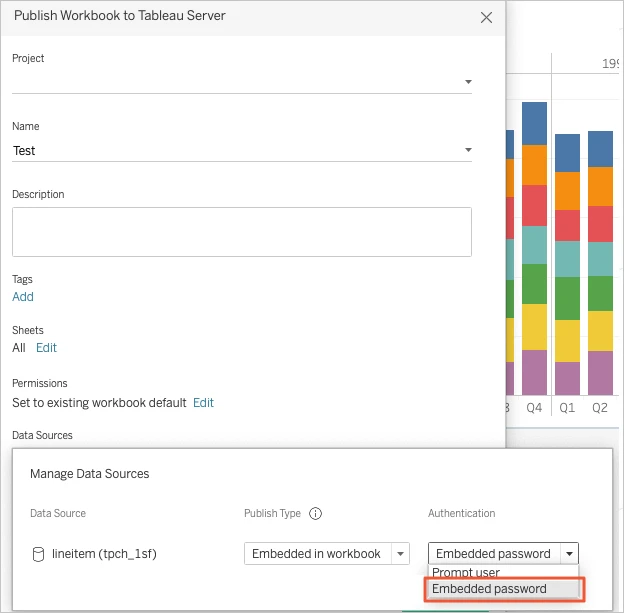 Publish Workbook to Tableau Server
Project
Name
Test
Description
Tags
Add
Sheets
All Edit
Permissions
Set to existing workbook default Edit
Data Sources
Manage Data Sources
Data Source Publish Type Authentication
lineitem (tpch_1sf) Embedded in workbook Embedded password
Prompt user
Embedded password
Q4 Q1 Q2